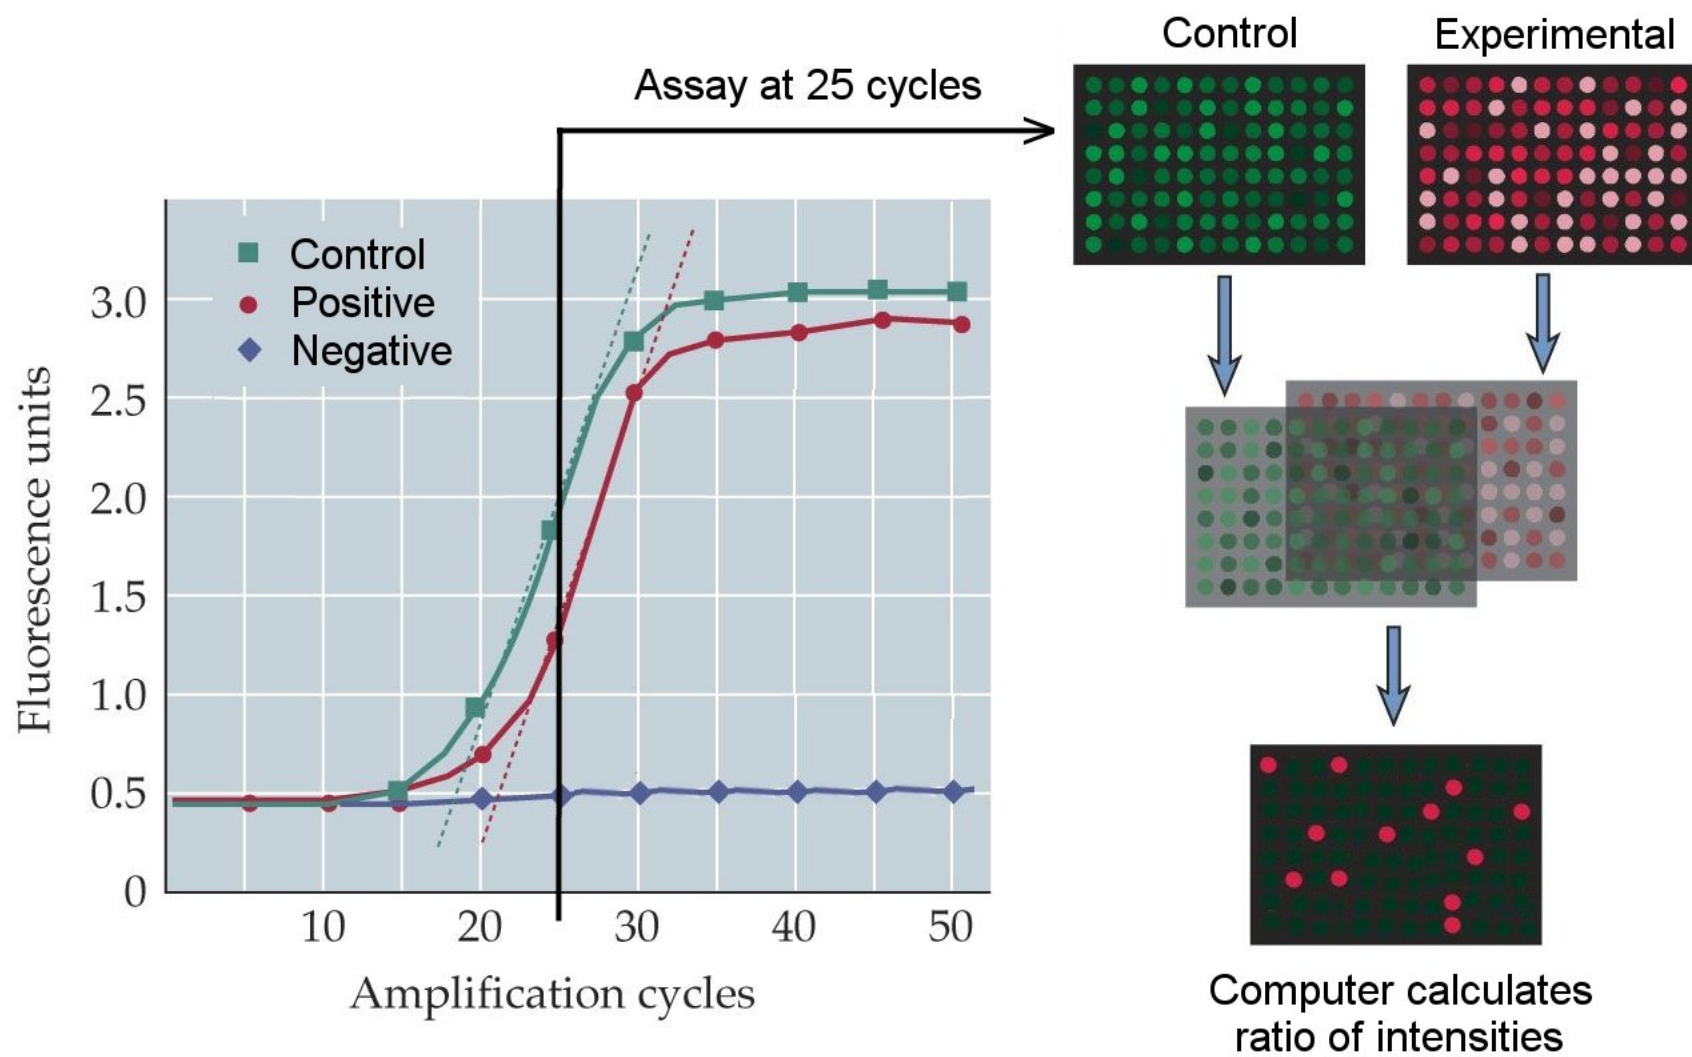 Control
Experimental
Assay at 25 cycles
Control
Positive
Negative
Fluorescence units
3.0
2.5
2.0
1.5
1.0
0.5
0
10 20 30 40 50
Amplification cycles
Computer calculates
ratio of intensities